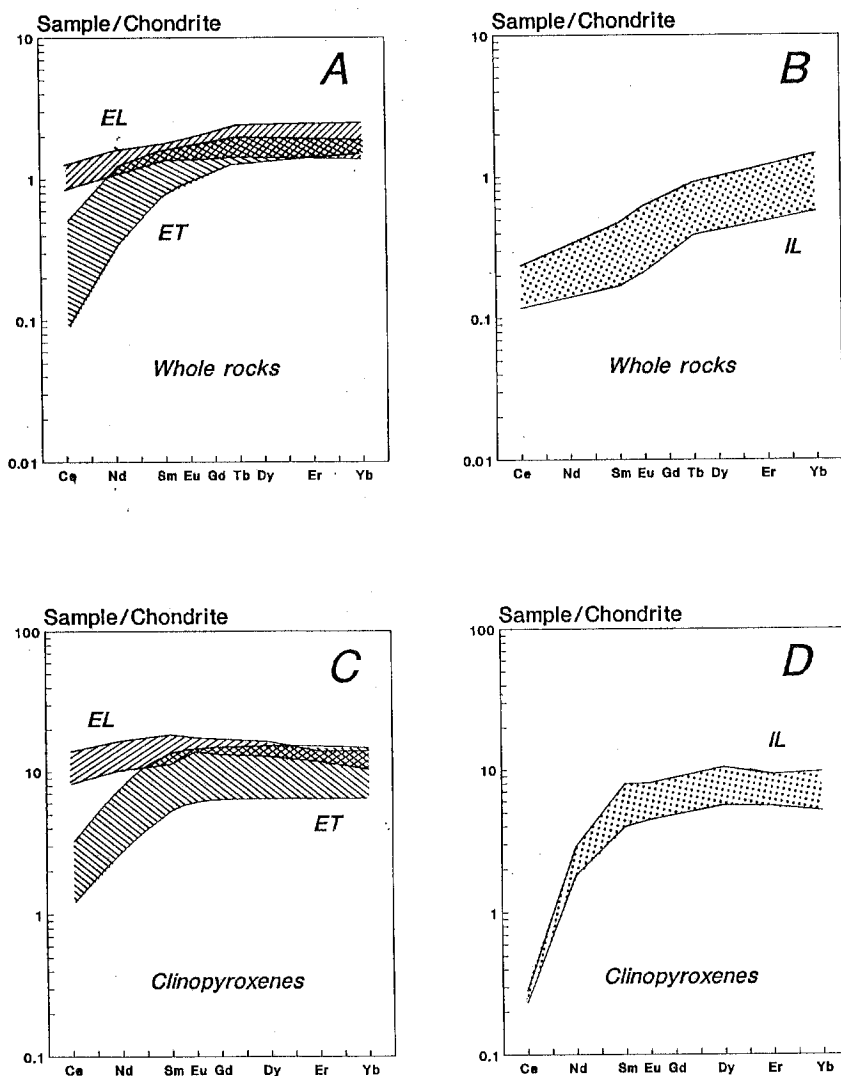 Sample/Chondrite
A
10
EL
1
ET
0.1
Whole rocks
0.01
Ce Nd Sm Eu Gd Tb Dy Er Yb
Sample/Chondrite
B
10
1
IL
0.1
Whole rocks
0.01
Ce Nd Sm Eu Gd Tb Dy Er Yb
Sample/Chondrite
C
100
EL
10
ET
1
Clinopyroxenes
0.1
Ce Nd Sm Eu Gd Dy Er Yb
Sample/Chondrite
D
100
IL
10
1
Clinopyroxenes
0.1
Ce Nd Sm Eu Gd Dy Er Yb